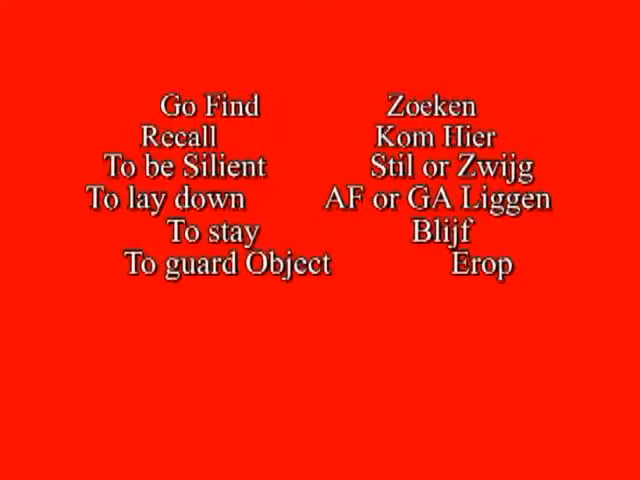 Go Find Zoeken
Recall Kom Hier
To be Silient Stil or Zwijg
To lay down AF or GA Liggen
To stay Blijf
To guard Object Erop